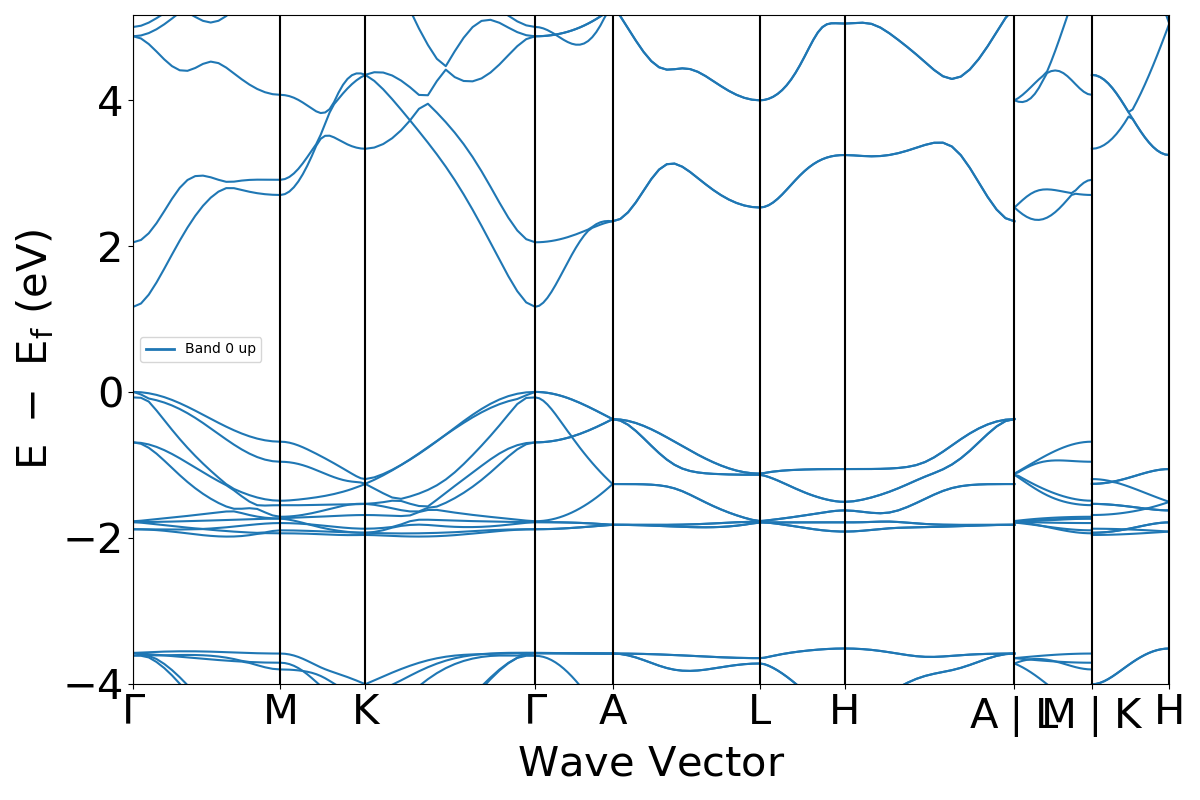 4
2
0
−2
−4
E − E_f (eV)
Band 0 up
Γ M K Γ A L H A | L M | K H
Wave Vector